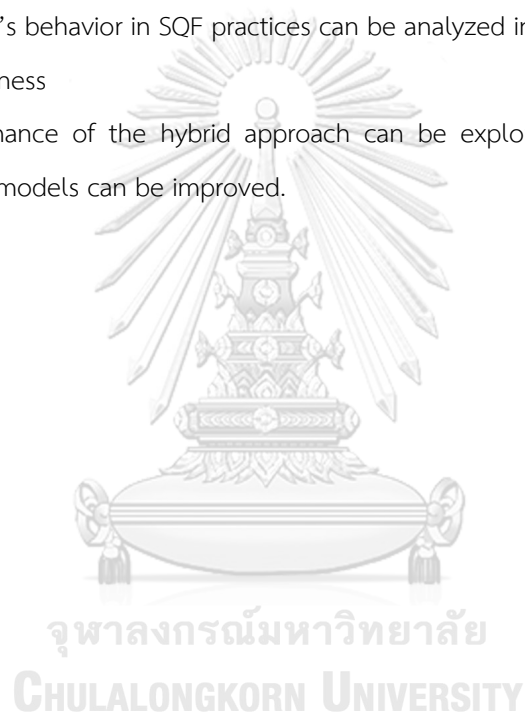 ’s behavior in SQF practices can be analyzed in
ness
nance of the hybrid approach can be explo
models can be improved.
จุฬาลงกรณ์มหาวิทยาลัย
CHULALONGKORN UNIVERSITY